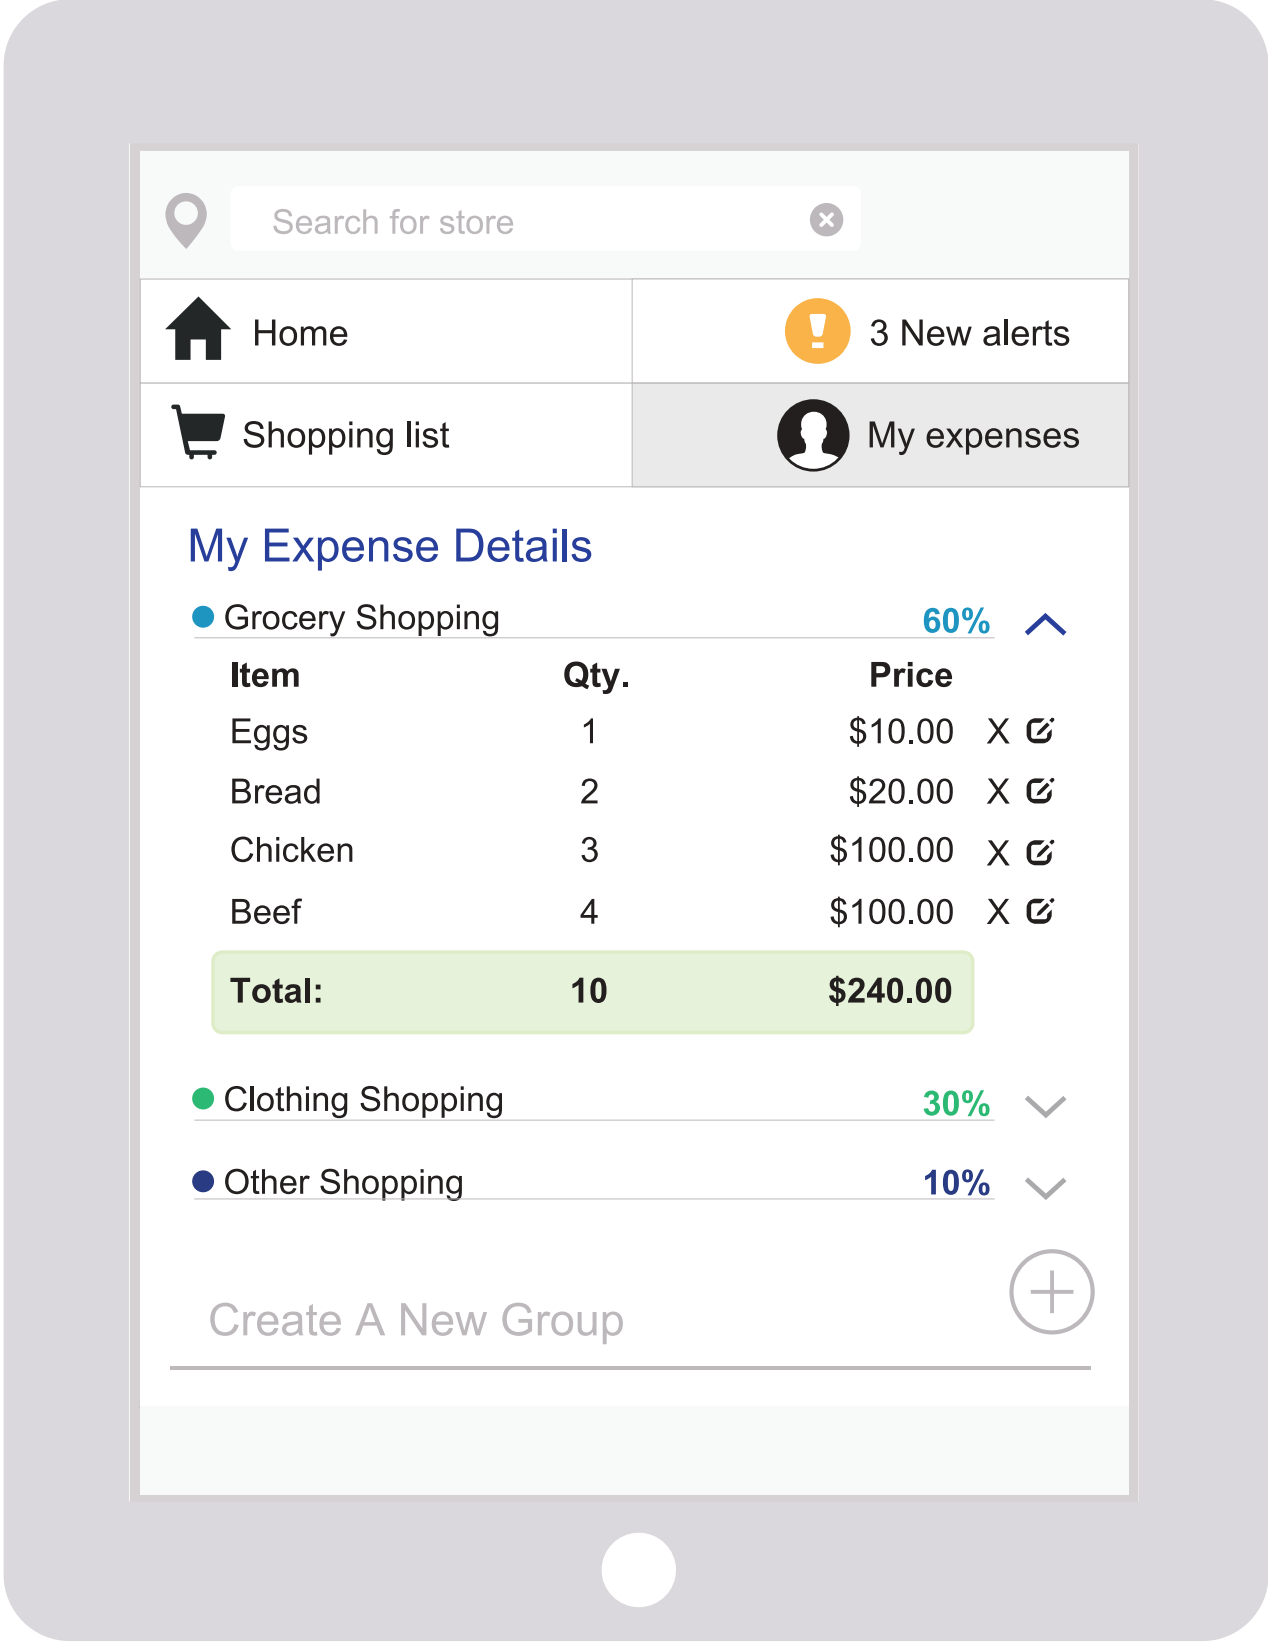 Search for store
Home
3 New alerts
Shopping list
My expenses
My Expense Details
Grocery Shopping 60%
Item Qty. Price
Eggs 1 $10.00 X
Bread 2 $20.00 X
Chicken 3 $100.00 X
Beef 4 $100.00 X
Total: 10 $240.00
Clothing Shopping 30%
Other Shopping 10%
Create A New Group